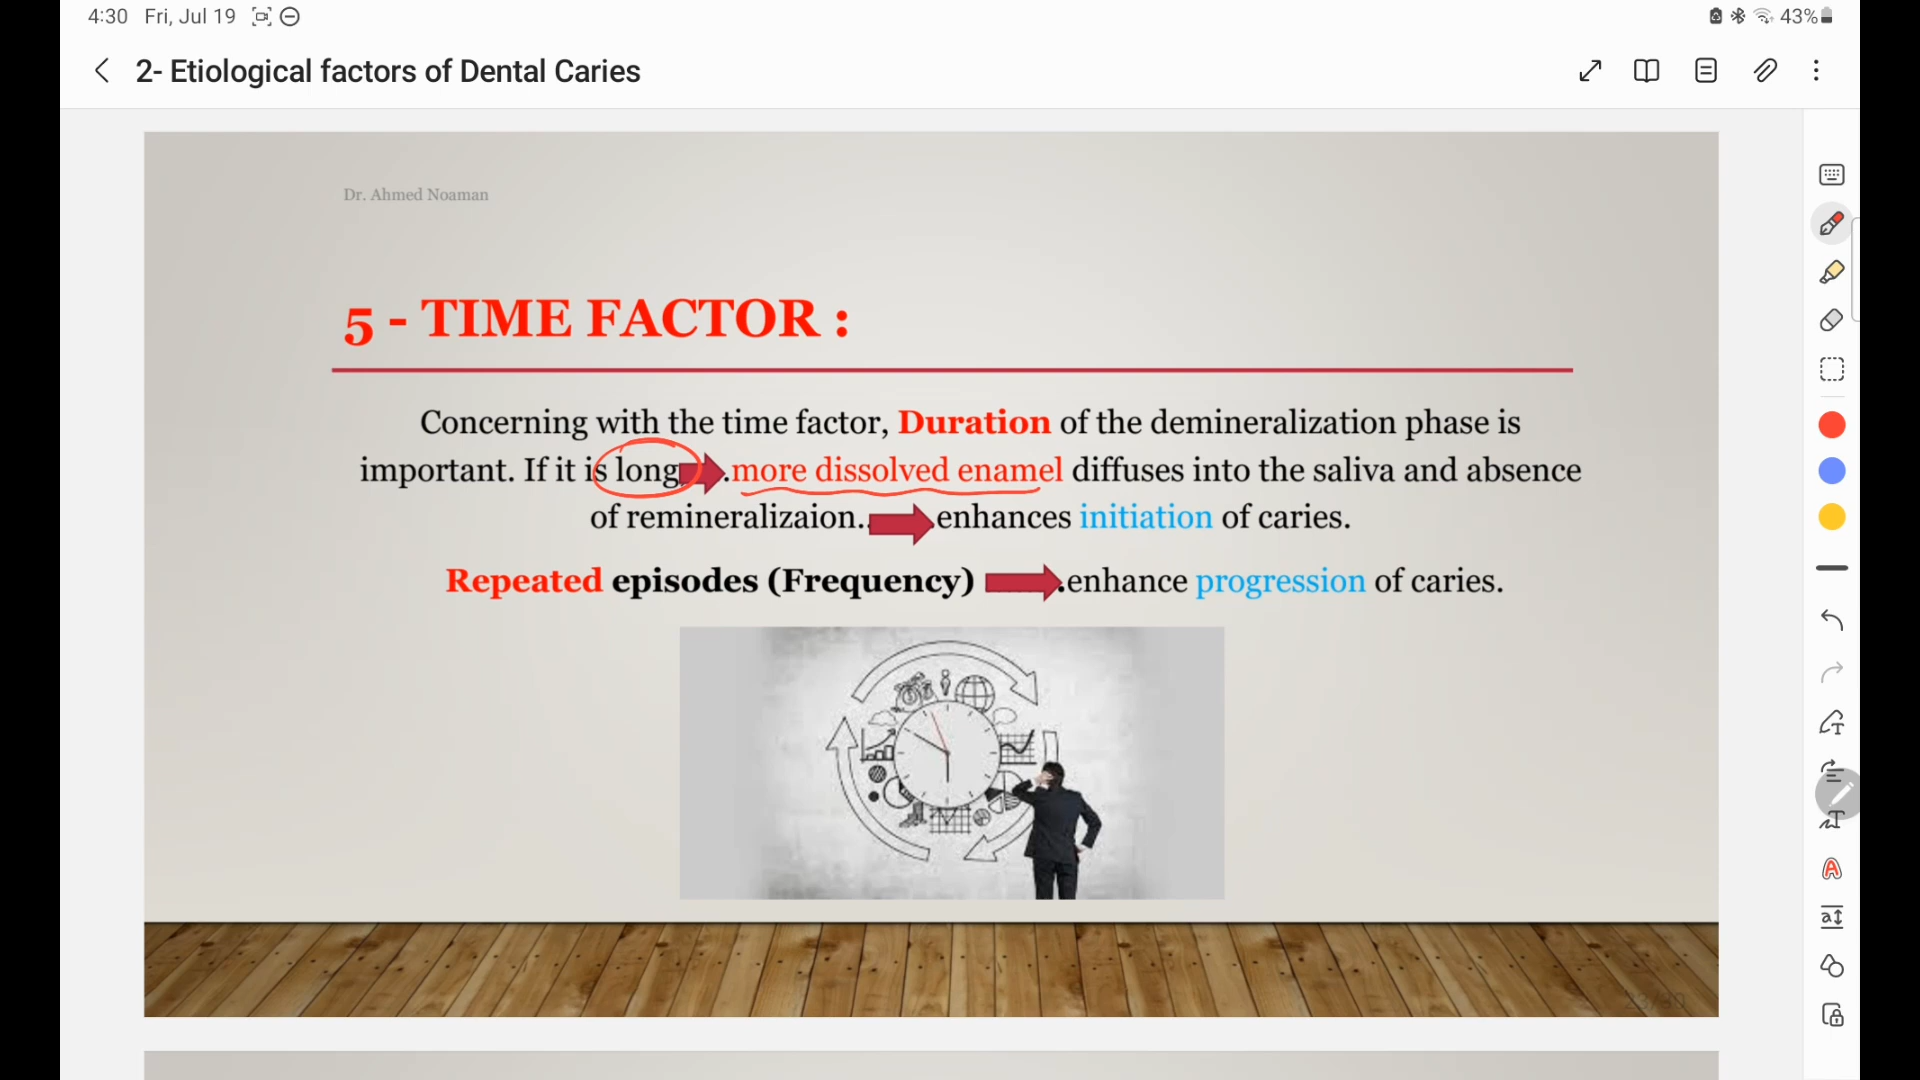 4:30 Fri, Jul 19
43%
2- Etiological factors of Dental Caries
Dr. Ahmed Noaman
5 - TIME FACTOR :
Concerning with the time factor, Duration of the demineralization phase is
important. If it is long .more dissolved enamel diffuses into the saliva and absence
of remineralizaion.. .enhances initiation of caries.
Repeated episodes (Frequency) .enhance progression of caries.